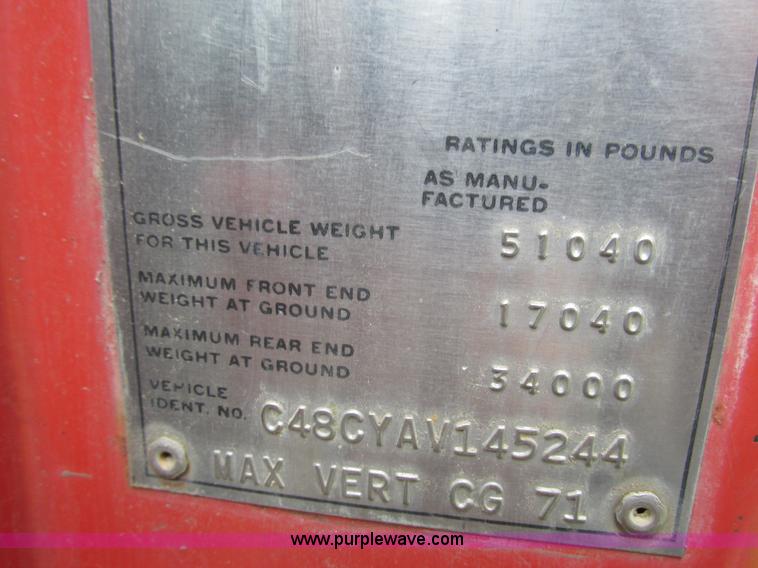 RATINGS IN POUNDS
AS MANU-
FACTURED
GROSS VEHICLE WEIGHT
FOR THIS VEHICLE 51040
MAXIMUM FRONT END
WEIGHT AT GROUND 17040
MAXIMUM REAR END
WEIGHT AT GROUND 34000
VEHICLE
IDENT. NO. C48CYAV145244
MAX VERT CG 71
www.purplewave.com